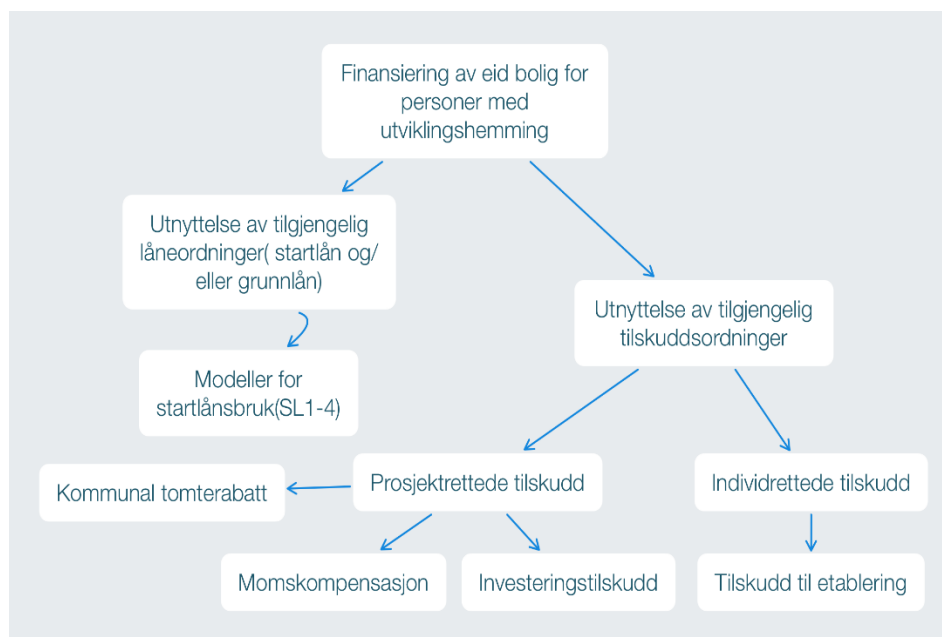 Finansiering av eid bolig for
personer med
utviklingshemming
Utnyttelse av tilgjengelig
låneordninger( startlån og/
eller grunnlån)
Utnyttelse av tilgjengelig
tilskuddsordninger
Modeller for
startlånsbruk(SL1-4)
Kommunal tomterabatt
Prosjektrettede tilskudd
Individrettede tilskudd
Momskompensasjon
Investeringstilskudd
Tilskudd til etablering